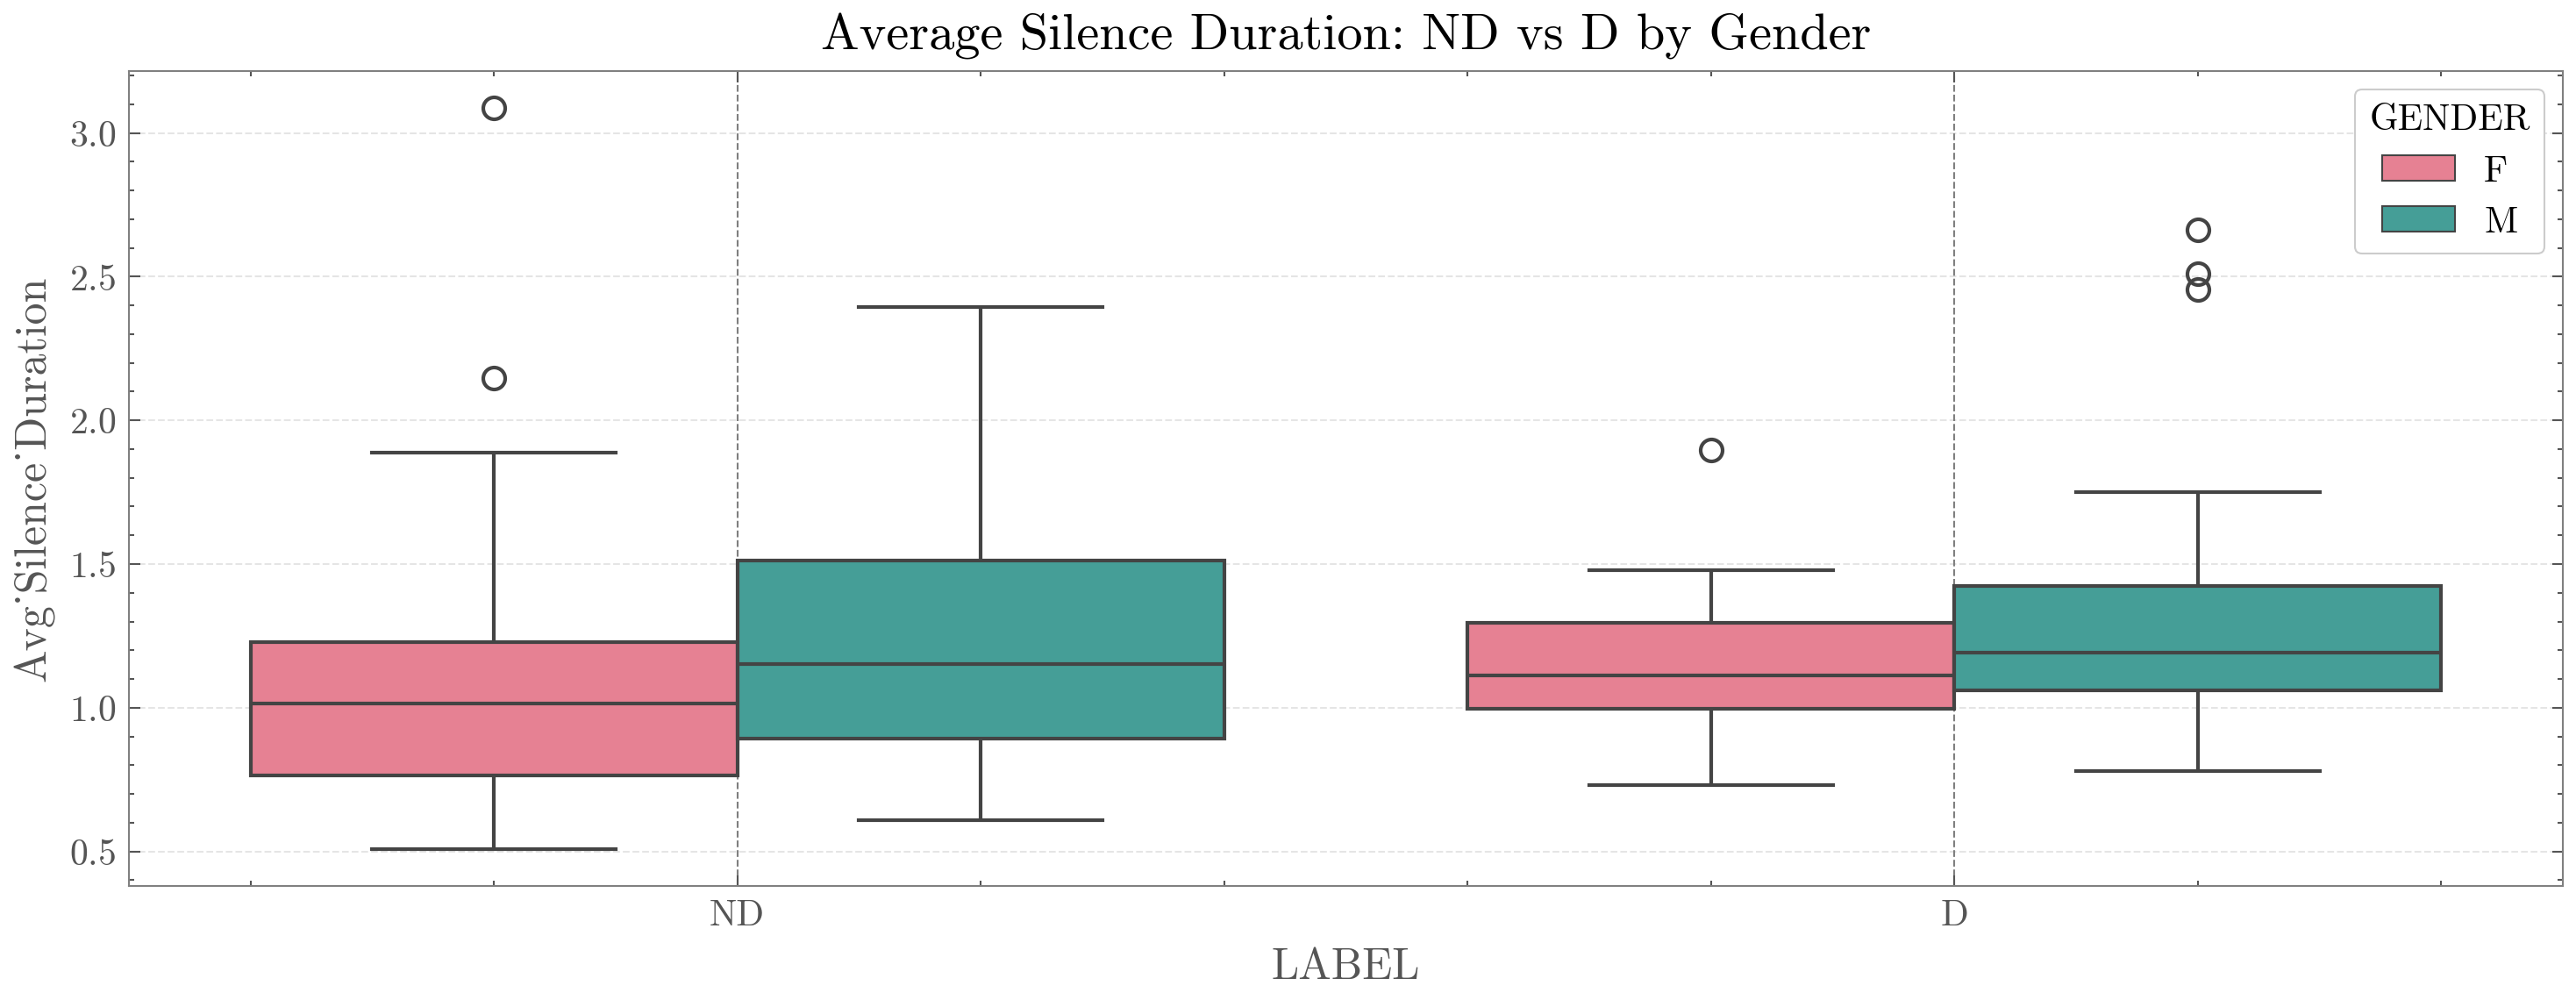 Average Silence Duration: ND vs D by Gender
Avg ̇Silence ̇Duration
3.0
2.5
2.0
1.5
1.0
0.5
GENDER
F
M
ND
D
LABEL